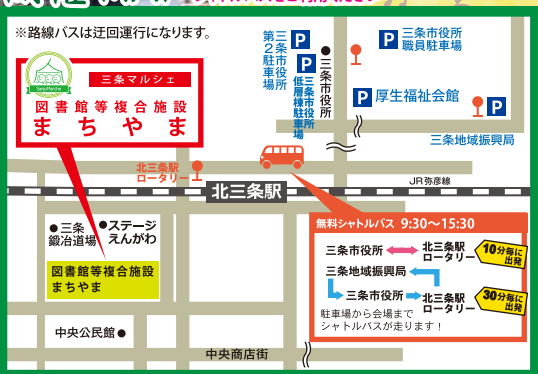 ※路線バスは迂回運行になります。
SanjoMarche
三条マルシェ
図書館等複合施設
まちやま
P
三条市役所
第2駐車場
P
三条市役所
低層棟駐車場
三条市役所
P
三条市役所
職員駐車場
P
厚生福祉会館
P
三条地域振興局
北三条駅
ロータリー
北三条駅
JR弥彦線
三条
鍛冶道場
ステージ
えんがわ
図書館等複合施設
まちやま
中央公民館
中央商店街
無料シャトルバス 9:30～15:30
三条市役所
北三条駅
ロータリー
10分毎に
出発
三条地域振興局
三条市役所
北三条駅
ロータリー
30分毎に
出発
駐車場から会場まで
シャトルバスが走ります！